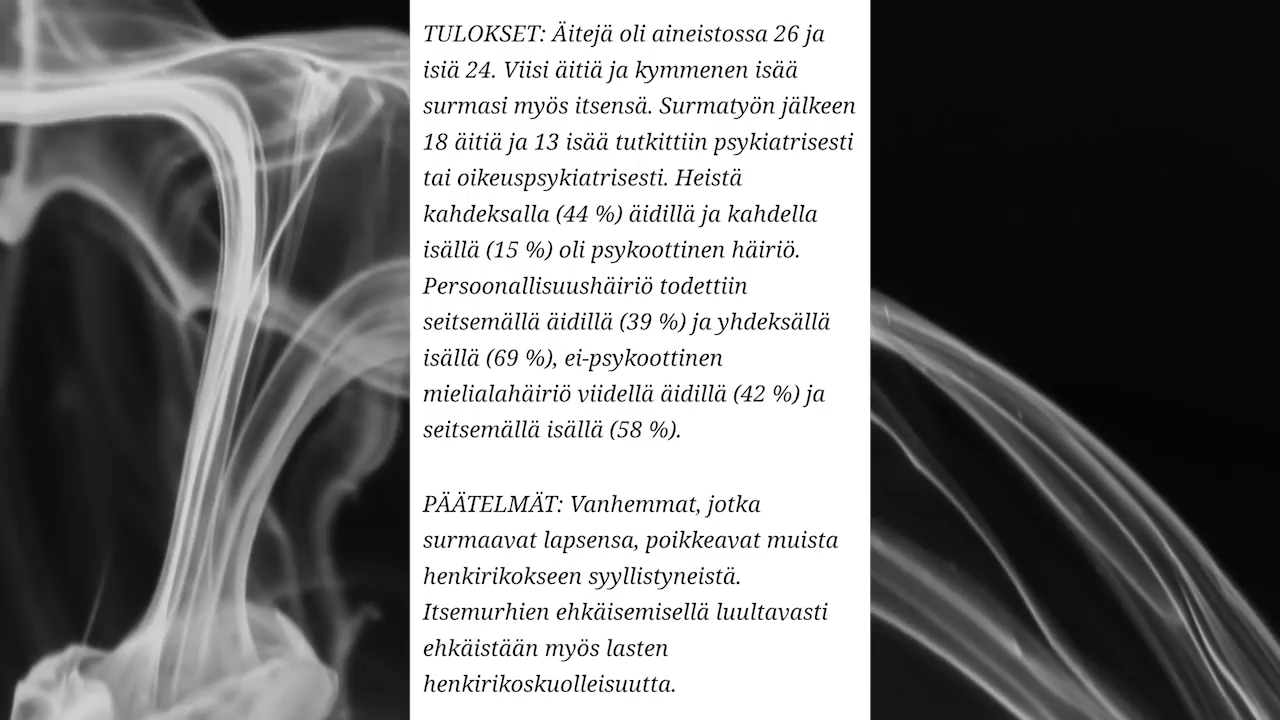 TULOKSET: Äitejä oli aineistossa 26 ja
isiä 24. Viisi äitiä ja kymmenen isää
surmasi myös itsensä. Surmatyön jälkeen
18 äitiä ja 13 isää tutkittiin psykiatrisesti
tai oikeuspsykiatrisesti. Heistä
kahdeksalla (44 %) äidillä ja kahdella
isällä (15 %) oli psykoottinen häiriö.
Persoonallisuushäiriö todettiin
seitsemällä äidillä (39 %) ja yhdeksällä
isällä (69 %), ei-psykoottinen
mielialahäiriö viidellä äidillä (42 %) ja
seitsemällä isällä (58 %).
PÄÄTELMÄT: Vanhemmat, jotka
surmaavat lapsensa, poikkeavat muista
henkirikokseen syyllistyneistä.
Itsemurhien ehkäisemisellä luultavasti
ehkäistään myös lasten
henkirikoskuolleisuutta.